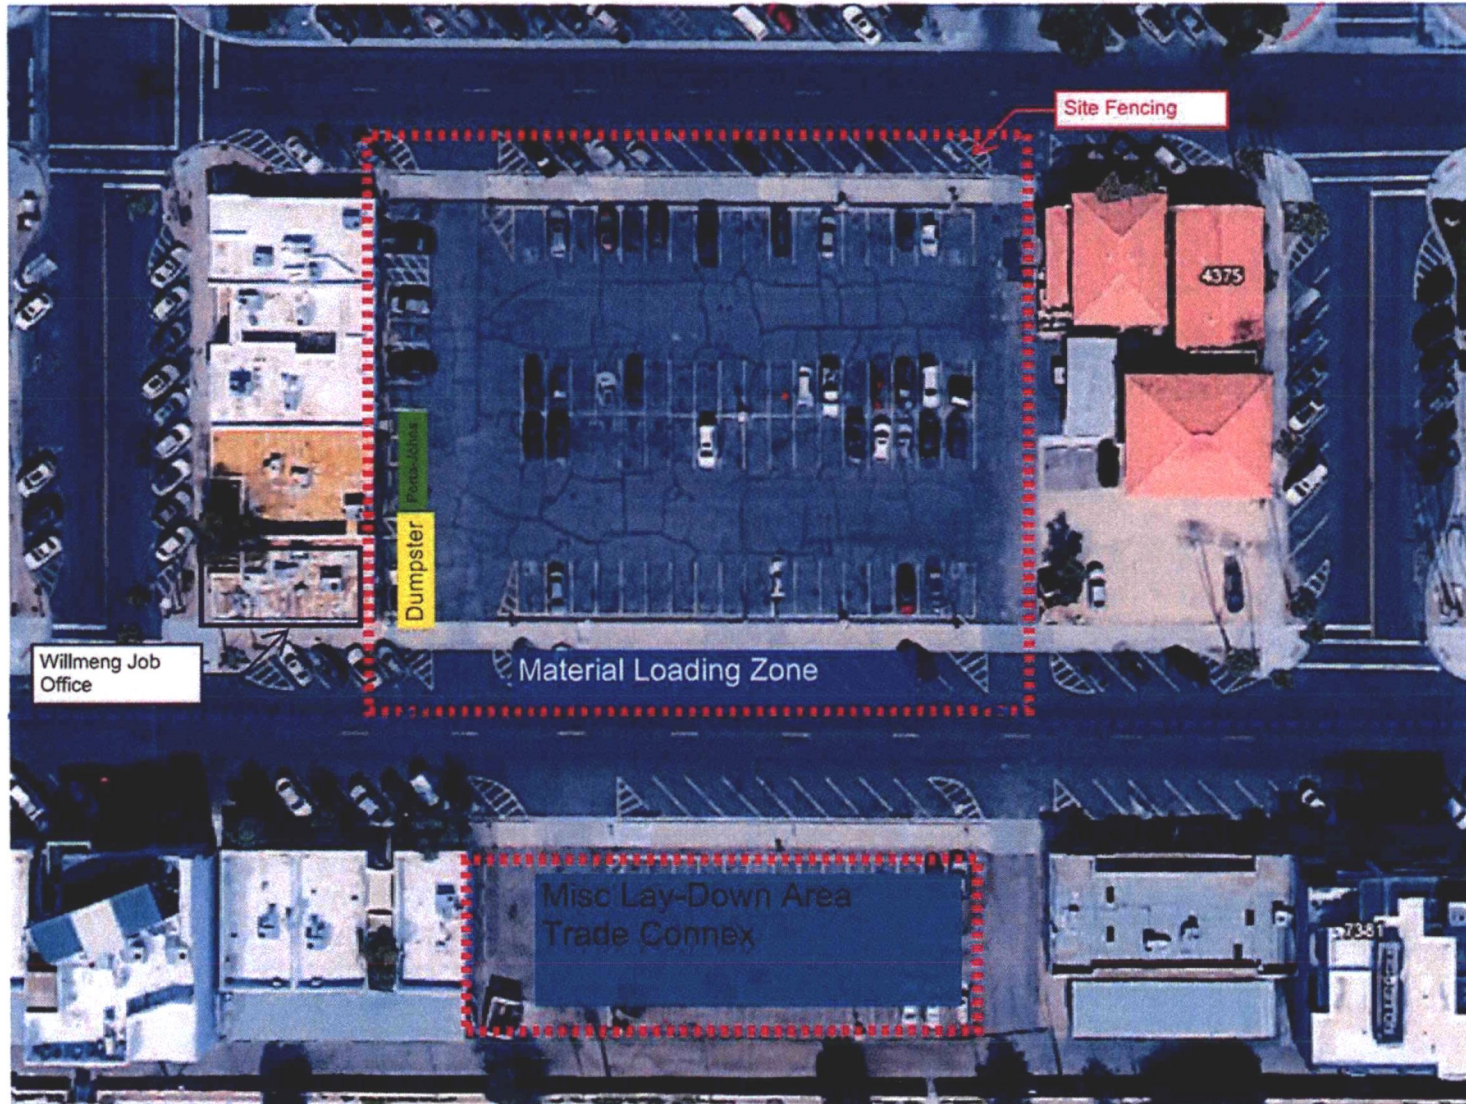 Site Fencing
4375
Porta-Johns
Dumpster
Willmeng Job
Office
Material Loading Zone
Misc Lay-Down Area
Trade Connex
7381